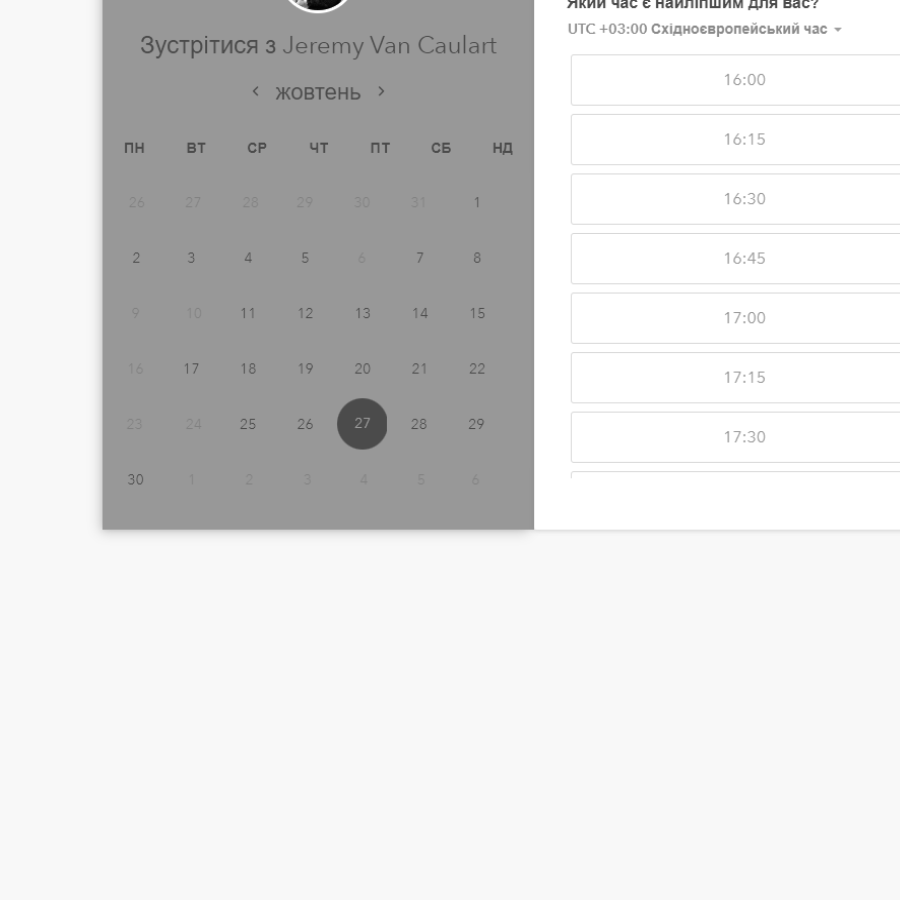 Зустрітися з Jeremy Van Caulart
‹ жовтень ›
ПН ВТ СР ЧТ ПТ СБ НД
26 27 28 29 30 31 1
2 3 4 5 6 7 8
9 10 11 12 13 14 15
16 17 18 19 20 21 22
23 24 25 26 27 28 29
30 1 2 3 4 5 6
Який час є найліпшим для вас?
UTC +03:00 Східноєвропейський час
16:00
16:15
16:30
16:45
17:00
17:15
17:30